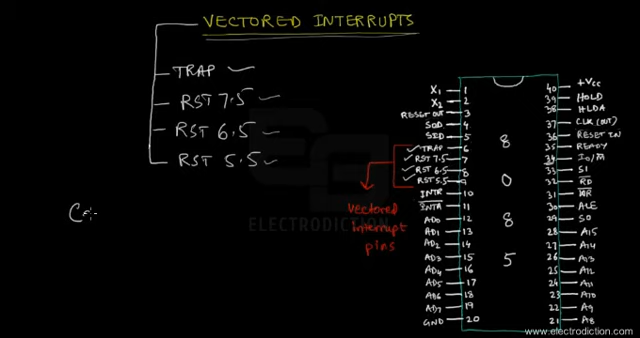 VECTORED INTERRUPTS
TRAP
RST 7.5
RST 6.5
RST 5.5
vectored
interrupt
pins
X1 1
X2 2
RESET OUT 3
SOD 4
SID 5
TRAP 6
RST 7.5 7
RST 6.5 8
RST 5.5 9
INTR 10
INTA 11
AD0 12
AD1 13
AD2 14
AD3 15
AD4 16
AD5 17
AD6 18
AD7 19
GND 20
8
0
8
5
40 +Vcc
39 HOLD
38 HLDA
37 CLK (OUT)
36 RESET IN
35 READY
34 IO/M
33 S1
32 RD
31 WR
30 ALE
29 S0
28 A15
27 A14
26 A13
25 A12
24 A11
23 A10
22 A9
21 A8
ELECTRODICTION
www.electrodiction.com